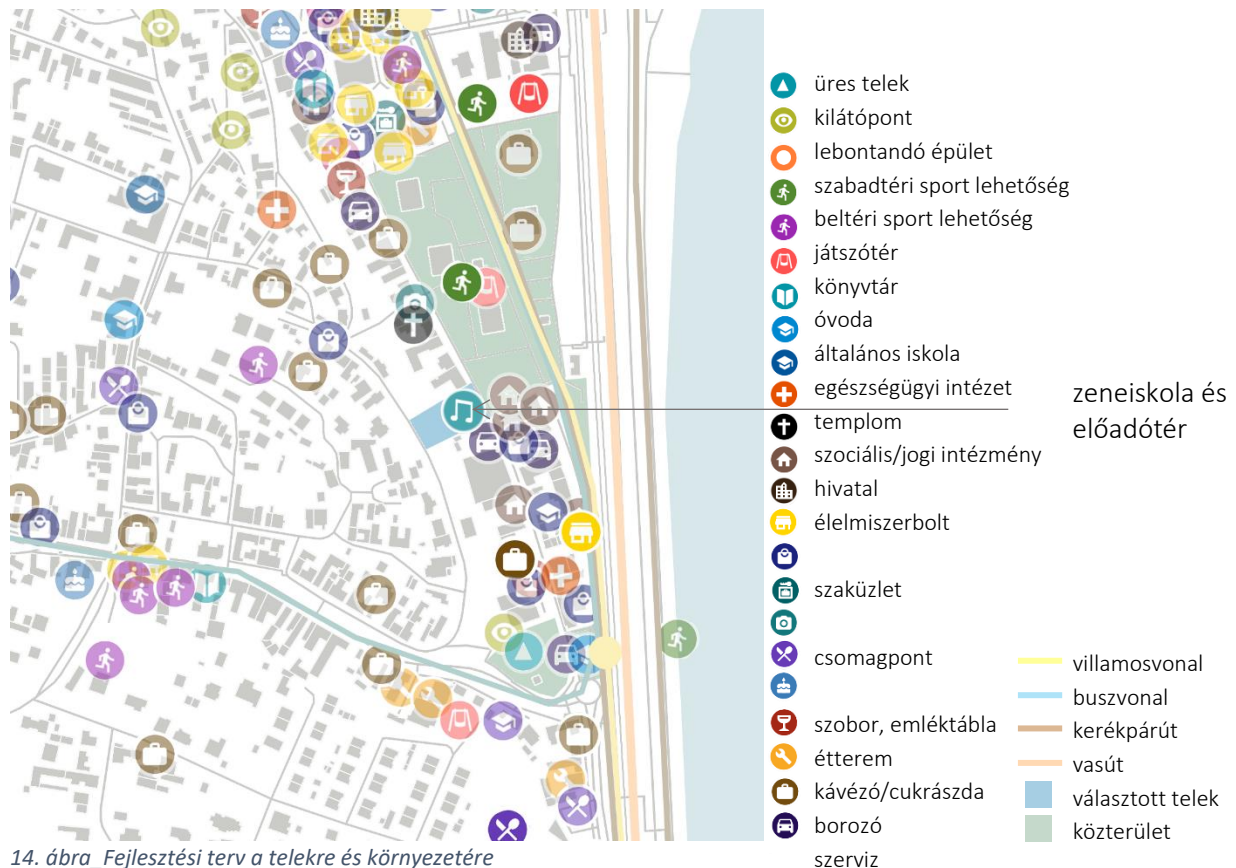 üres telek
kilátópont
lebontandó épület
szabadtéri sport lehetőség
beltéri sport lehetőség
játszótér
könyvtár
óvoda
általános iskola
egészségügyi intézet
templom
szociális/jogi intézmény
hivatal
élelmiszerbolt
szaküzlet
csomagpont
szobor, emléktábla
étterem
kávézó/cukrászda
borozó
szerviz
zeneiskola és
előadótér
villamosvonal
buszvonal
kerékpárút
vasút
választott telek
közterület
14. ábra_Fejlesztési terv a telekre és környezetére